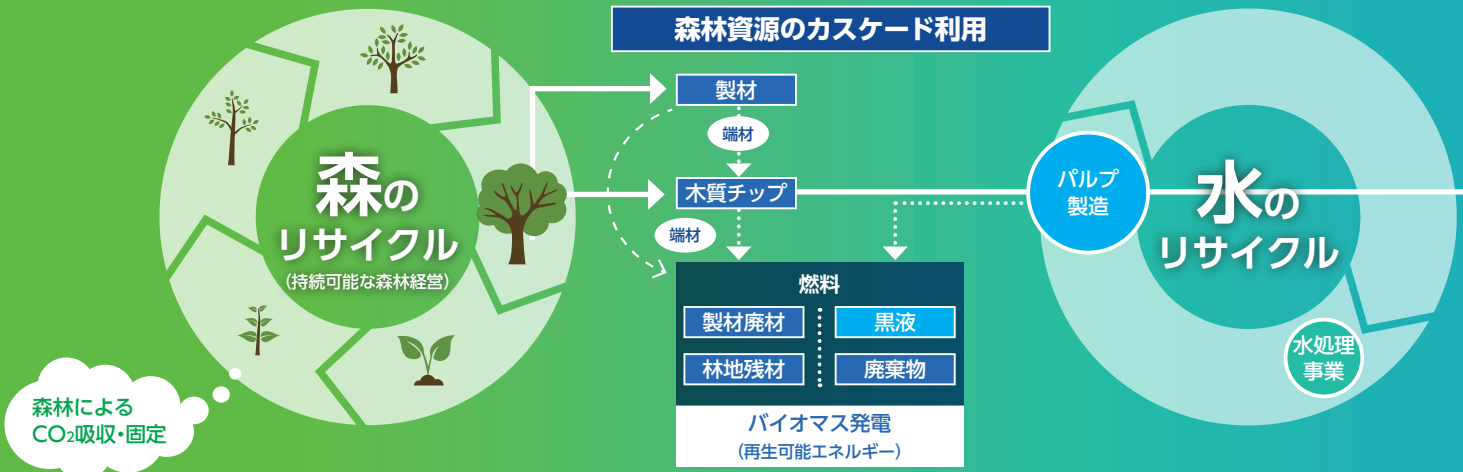 森林資源のカスケード利用
森の
リサイクル
（持続可能な森林経営）
森林による
CO₂吸収・固定
製材
端材
木質チップ
端材
燃料
製材廃材
黒液
林地残材
廃棄物
バイオマス発電
（再生可能エネルギー）
パルプ
製造
水の
リサイクル
水処理
事業